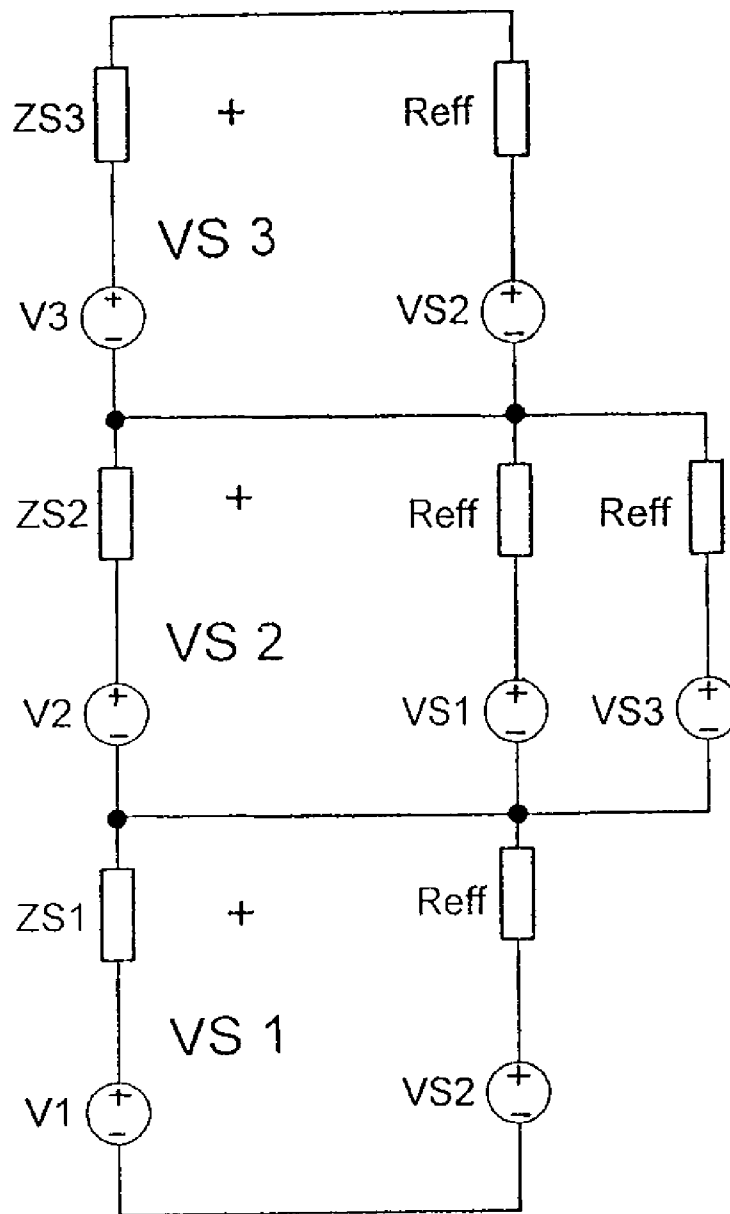 ZS3 + Reff
+ +
VS 3
V3 VS2
- -
ZS2 + Reff Reff
VS 2
+ + +
V2 VS1 VS3
- - -
ZS1 + Reff
VS 1
+ +
V1 VS2
- -